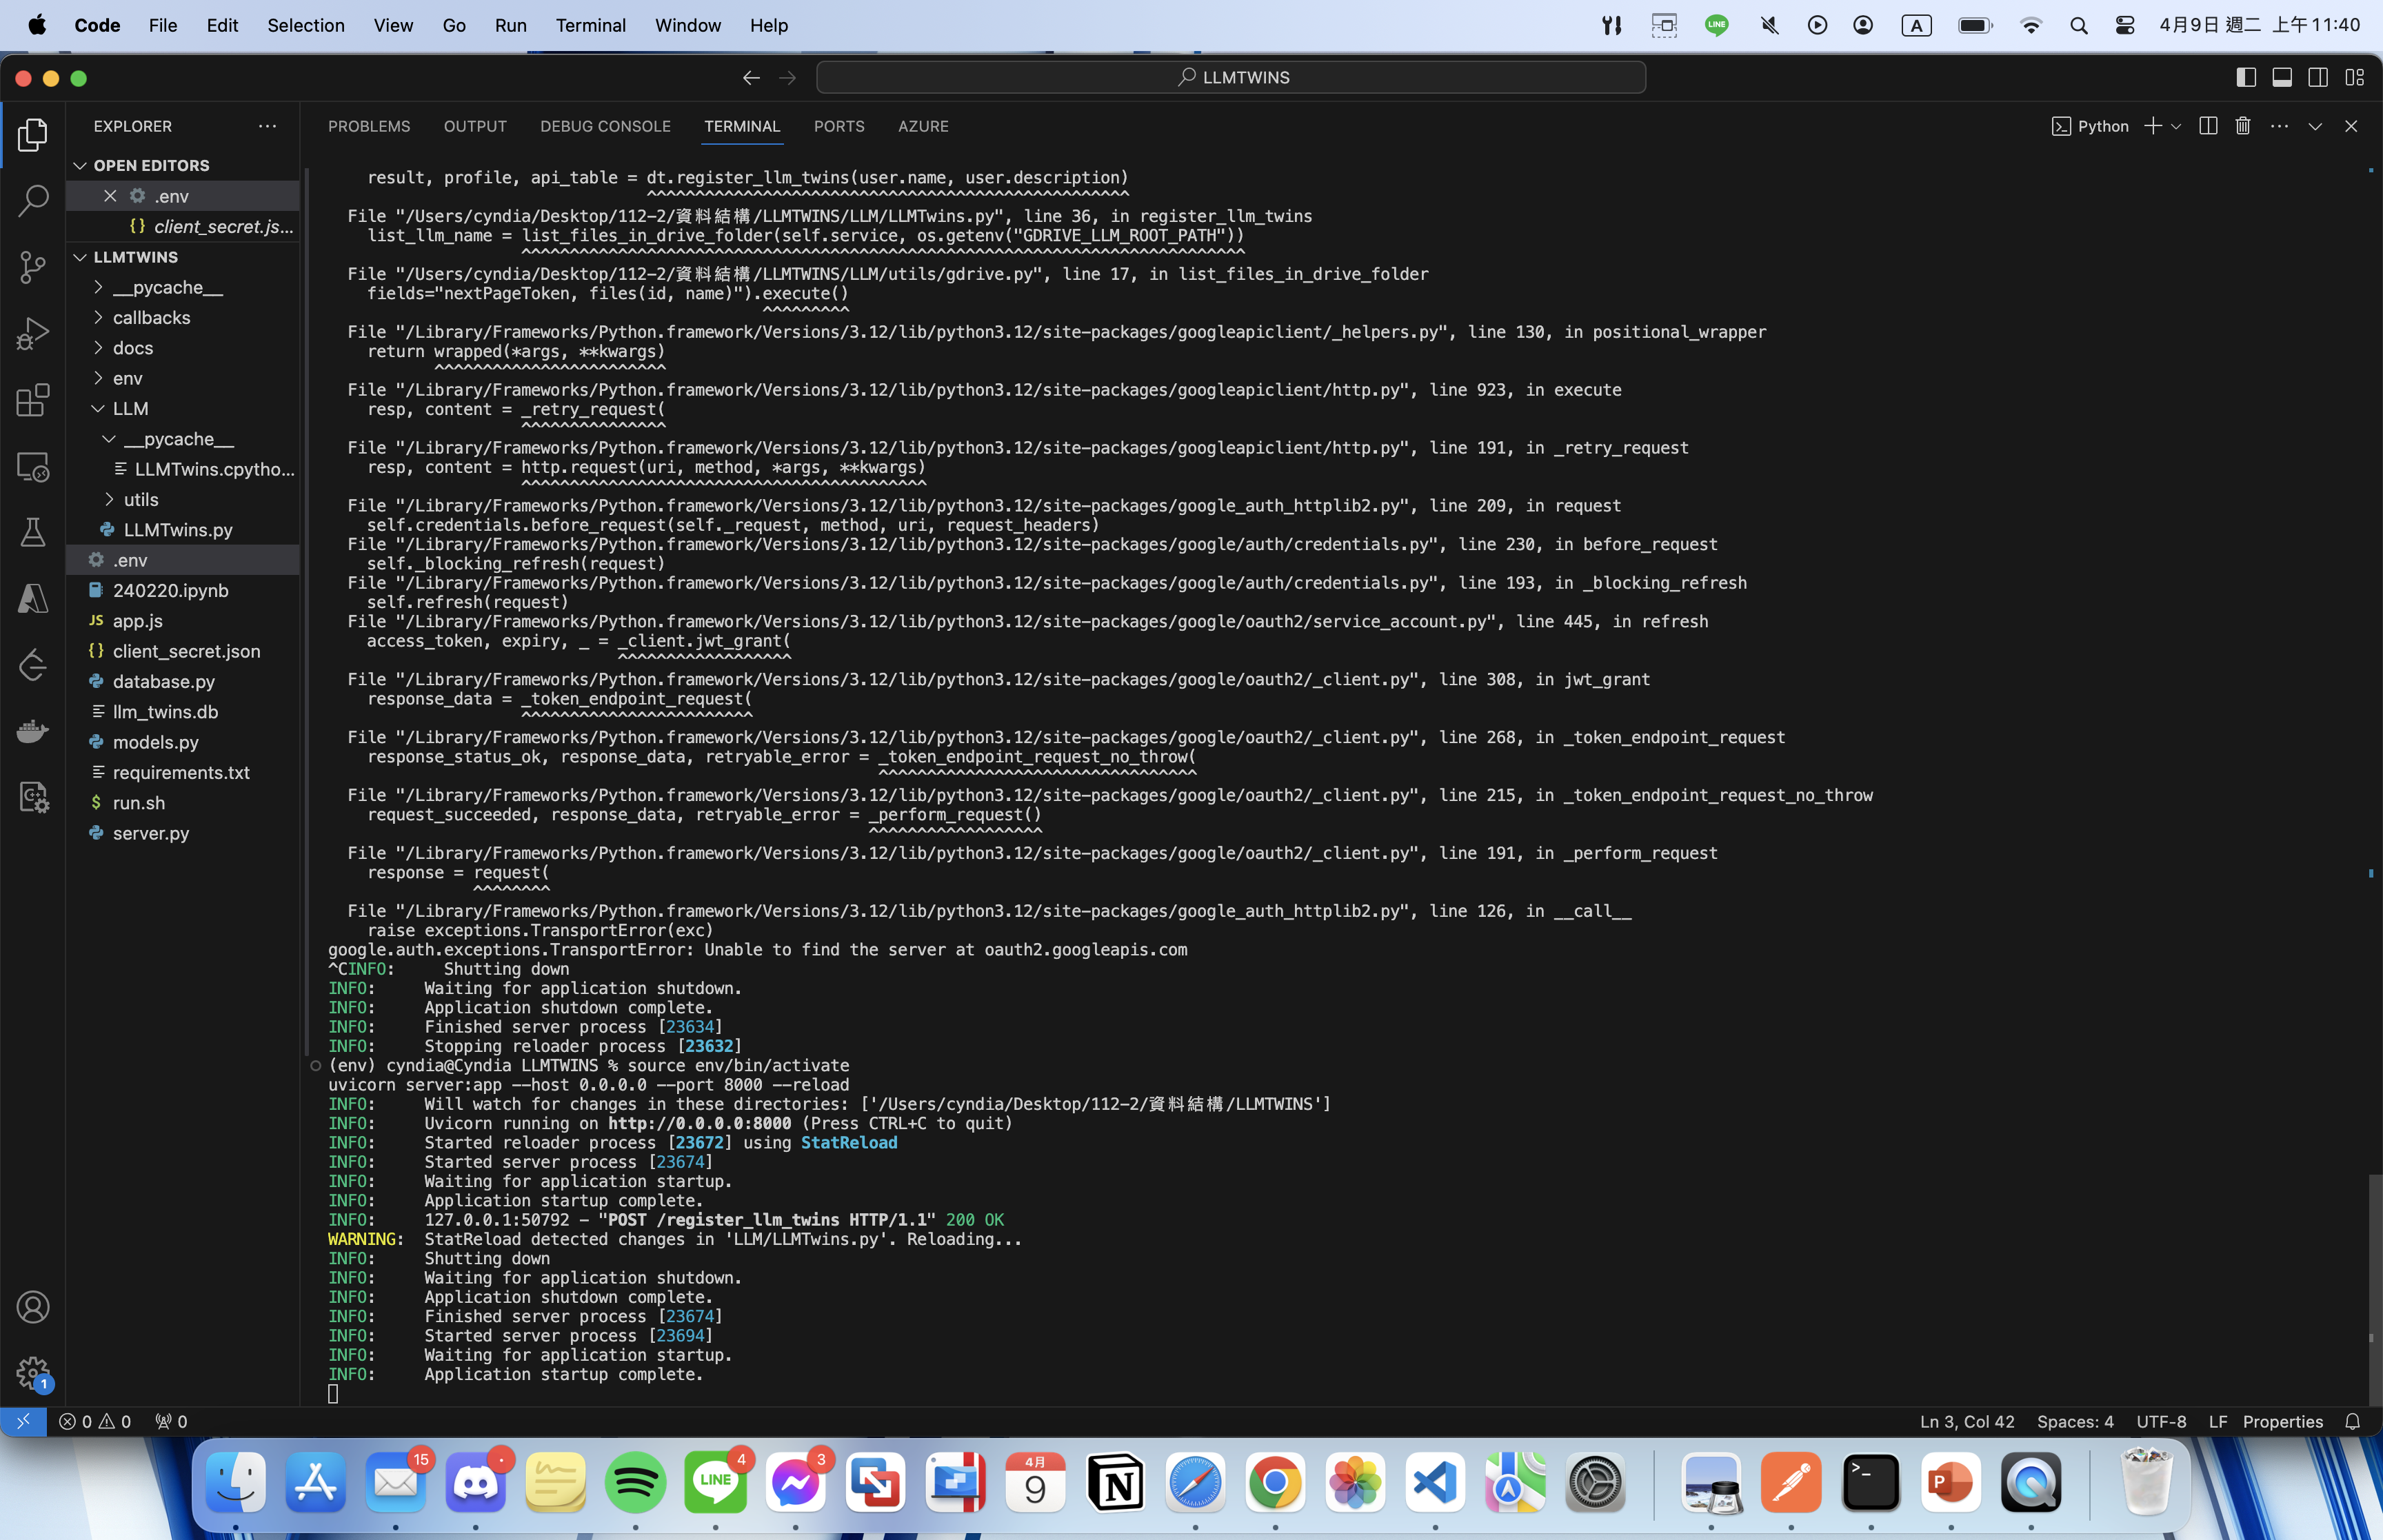 Code File Edit Selection View Go Run Terminal Window Help LINE A 4月9日 週二 上午11:40
LLMTWINS
EXPLORER
OPEN EDITORS
.env
client_secret.js...
LLMTWINS
__pycache__
callbacks
docs
env
LLM
__pycache__
LLMTwins.cpytho...
utils
LLMTwins.py
.env
240220.ipynb
JS app.js
{} client_secret.json
database.py
llm_twins.db
models.py
requirements.txt
$ run.sh
server.py
PROBLEMS OUTPUT DEBUG CONSOLE TERMINAL PORTS AZURE Python
result, profile, api_table = dt.register_llm_twins(user.name, user.description)
^^^^^^^^^^^^^^^^^^^^^^^^^^^^^^^^^^^^^^^^^^^^^^^^^^
File "/Users/cyndia/Desktop/112-2/資料結構/LLMTWINS/LLM/LLMTwins.py", line 36, in register_llm_twins
list_llm_name = list_files_in_drive_folder(self.service, os.getenv("GDRIVE_LLM_ROOT_PATH"))
^^^^^^^^^^^^^^^^^^^^^^^^^^^^^^^^^^^^^^^^^^^^^^^^^^^^^^^^^^^^^^^^^^^^^^^^^^^
File "/Users/cyndia/Desktop/112-2/資料結構/LLMTWINS/LLM/utils/gdrive.py", line 17, in list_files_in_drive_folder
fields="nextPageToken, files(id, name)").execute()
^^^^^^^^^
File "/Library/Frameworks/Python.framework/Versions/3.12/lib/python3.12/site-packages/googleapiclient/_helpers.py", line 130, in positional_wrapper
return wrapped(*args, **kwargs)
^^^^^^^^^^^^^^^^^^^^^^^^
File "/Library/Frameworks/Python.framework/Versions/3.12/lib/python3.12/site-packages/googleapiclient/http.py", line 923, in execute
resp, content = _retry_request(
^^^^^^^^^^^^^^^
File "/Library/Frameworks/Python.framework/Versions/3.12/lib/python3.12/site-packages/googleapiclient/http.py", line 191, in _retry_request
resp, content = http.request(uri, method, *args, **kwargs)
^^^^^^^^^^^^^^^^^^^^^^^^^^^^^^^^^^^^^^^^^^
File "/Library/Frameworks/Python.framework/Versions/3.12/lib/python3.12/site-packages/google_auth_httplib2.py", line 209, in request
self.credentials.before_request(self._request, method, uri, request_headers)
File "/Library/Frameworks/Python.framework/Versions/3.12/lib/python3.12/site-packages/google/auth/credentials.py", line 230, in before_request
self._blocking_refresh(request)
File "/Library/Frameworks/Python.framework/Versions/3.12/lib/python3.12/site-packages/google/auth/credentials.py", line 193, in _blocking_refresh
self.refresh(request)
File "/Library/Frameworks/Python.framework/Versions/3.12/lib/python3.12/site-packages/google/oauth2/service_account.py", line 445, in refresh
access_token, expiry, _ = _client.jwt_grant(
^^^^^^^^^^^^^^^^^^
File "/Library/Frameworks/Python.framework/Versions/3.12/lib/python3.12/site-packages/google/oauth2/_client.py", line 308, in jwt_grant
response_data = _token_endpoint_request(
^^^^^^^^^^^^^^^^^^^^^^^^
File "/Library/Frameworks/Python.framework/Versions/3.12/lib/python3.12/site-packages/google/oauth2/_client.py", line 268, in _token_endpoint_request
response_status_ok, response_data, retryable_error = _token_endpoint_request_no_throw(
^^^^^^^^^^^^^^^^^^^^^^^^^^^^^^^^^
File "/Library/Frameworks/Python.framework/Versions/3.12/lib/python3.12/site-packages/google/oauth2/_client.py", line 215, in _token_endpoint_request_no_throw
request_succeeded, response_data, retryable_error = _perform_request()
^^^^^^^^^^^^^^^^^^
File "/Library/Frameworks/Python.framework/Versions/3.12/lib/python3.12/site-packages/google/oauth2/_client.py", line 191, in _perform_request
response = request(
^^^^^^^^
File "/Library/Frameworks/Python.framework/Versions/3.12/lib/python3.12/site-packages/google_auth_httplib2.py", line 126, in __call__
raise exceptions.TransportError(exc)
google.auth.exceptions.TransportError: Unable to find the server at oauth2.googleapis.com
^CINFO: Shutting down
INFO: Waiting for application shutdown.
INFO: Application shutdown complete.
INFO: Finished server process [23634]
INFO: Stopping reloader process [23632]
(env) cyndia@Cyndia LLMTWINS % source env/bin/activate
uvicorn server:app --host 0.0.0.0 --port 8000 --reload
INFO: Will watch for changes in these directories: ['/Users/cyndia/Desktop/112-2/資料結構/LLMTWINS']
INFO: Uvicorn running on http://0.0.0.0:8000 (Press CTRL+C to quit)
INFO: Started reloader process [23672] using StatReload
INFO: Started server process [23674]
INFO: Waiting for application startup.
INFO: Application startup complete.
INFO: 127.0.0.1:50792 - "POST /register_llm_twins HTTP/1.1" 200 OK
WARNING: StatReload detected changes in 'LLM/LLMTwins.py'. Reloading...
INFO: Shutting down
INFO: Waiting for application shutdown.
INFO: Application shutdown complete.
INFO: Finished server process [23674]
INFO: Started server process [23694]
INFO: Waiting for application startup.
INFO: Application startup complete.
1
0 0 0 Ln 3, Col 42 Spaces: 4 UTF-8 LF Properties
15 LINE 4 3 4月 9 N P